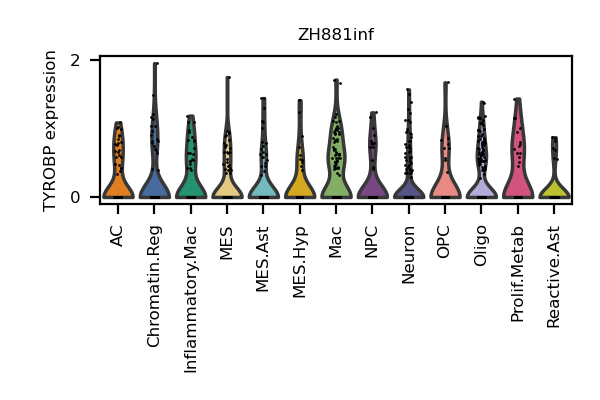 ZH881inf
TYROBP expression
2
0
AC
Chromatin.Reg
Inflammatory.Mac
MES
MES.Ast
MES.Hyp
Mac
NPC
Neuron
OPC
Oligo
Prolif.Metab
Reactive.Ast